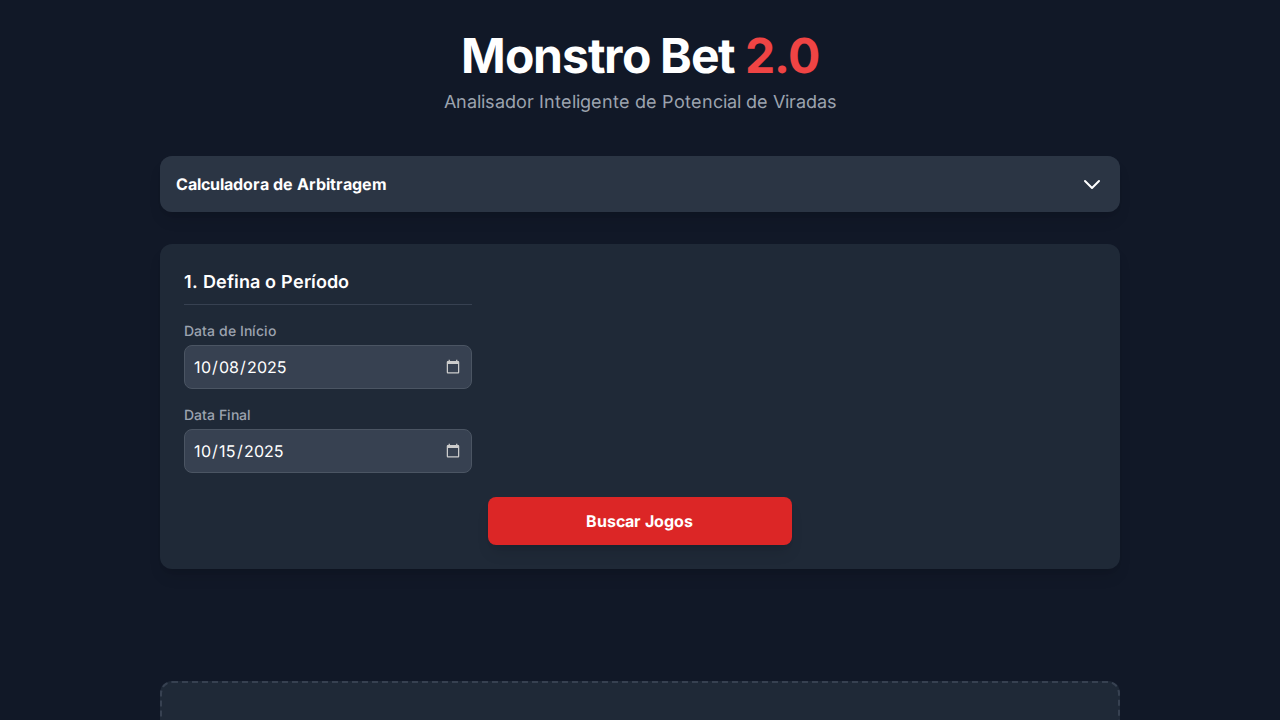 Monstro Bet 2.0
Analisador Inteligente de Potencial de Viradas
Calculadora de Arbitragem
1. Defina o Período
Data de Início
10/08/2025
Data Final
10/15/2025
Buscar Jogos